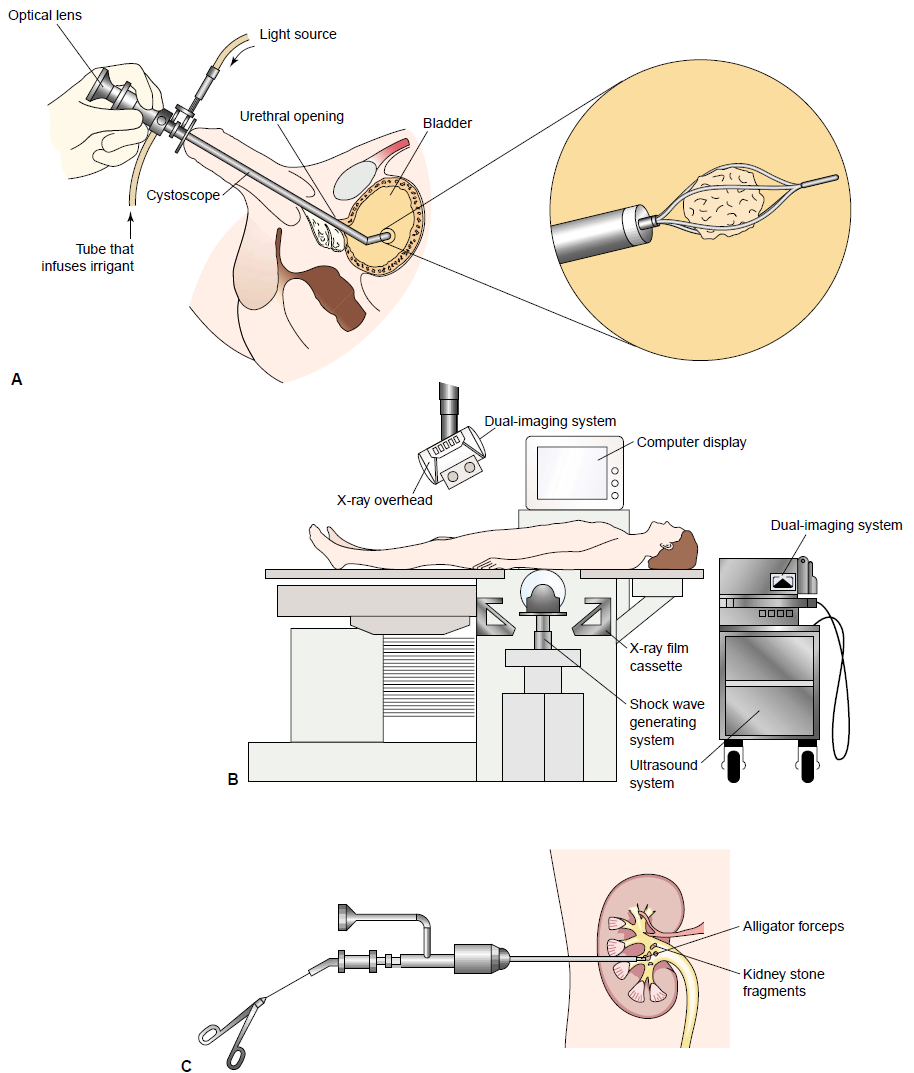 Optical lens
Light source
Urethral opening
Bladder
Cystoscope
Tube that
infuses irrigant
A
Dual-imaging system
Computer display
X-ray overhead
Dual-imaging system
X-ray film
cassette
Shock wave
generating
system
Ultrasound
system
B
Alligator forceps
Kidney stone
fragments
C